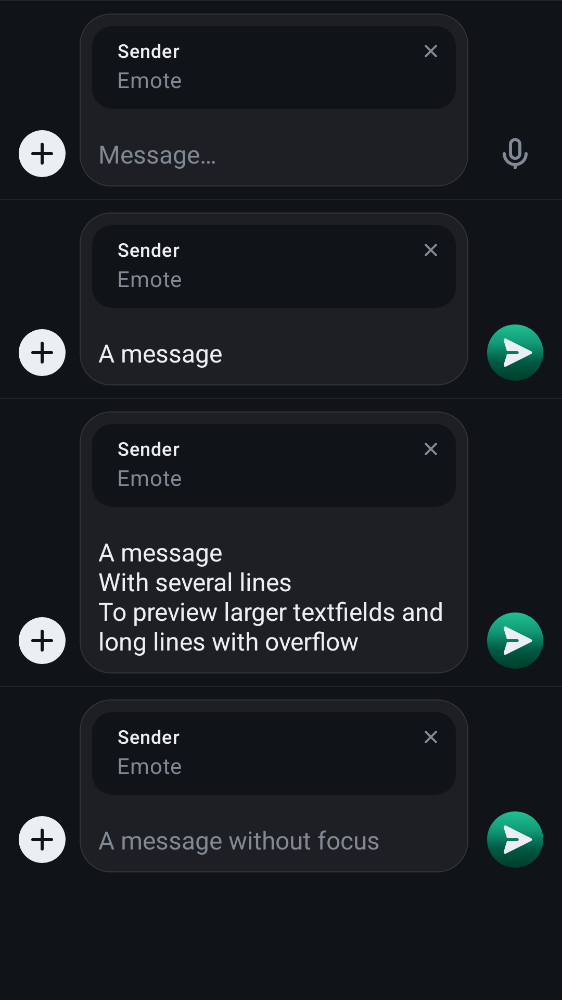 Sender
Emote
Message…
Sender
Emote
A message
Sender
Emote
A message
With several lines
To preview larger textfields and
long lines with overflow
Sender
Emote
A message without focus